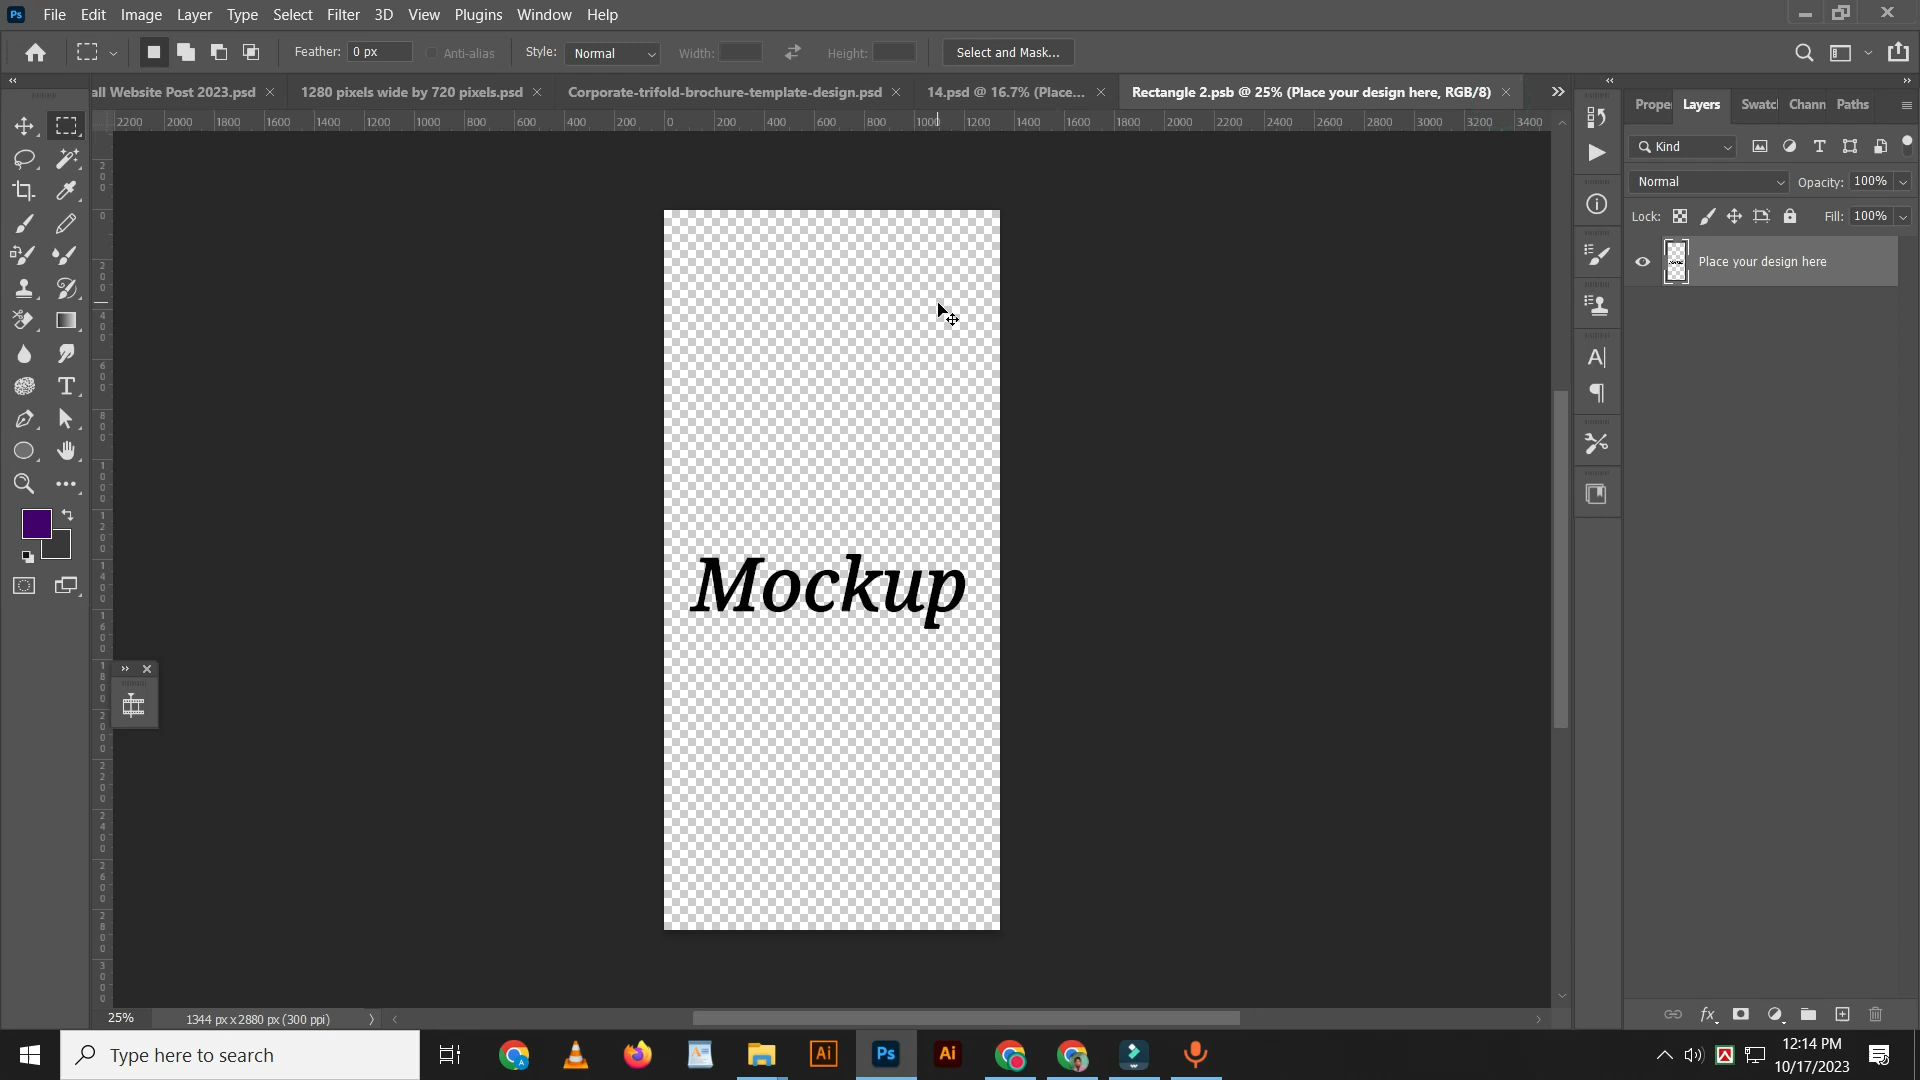 File Edit Image Layer Type Select Filter 3D View Plugins Window Help
Feather: 0 px Anti-alias Style: Normal Width: Height: Select and Mask...
all Website Post 2023.psd 1280 pixels wide by 720 pixels.psd Corporate-trifold-brochure-template-design.psd 14.psd @ 16.7% (Place... Rectangle 2.psb @ 25% (Place your design here, RGB/8)
Prope Layers Swatc Chann Paths
2200 2000 1800 1600 1400 1200 1000 800 600 400 200 0 200 400 600 800 1000 1200 1400 1600 1800 2000 2200 2400 2600 2800 3000 3200 3400
Kind
Normal Opacity: 100%
Lock: Fill: 100%
Place your design here
Mockup
25% 1344 px x 2880 px (300 ppi)
Type here to search
12:14 PM
10/17/2023